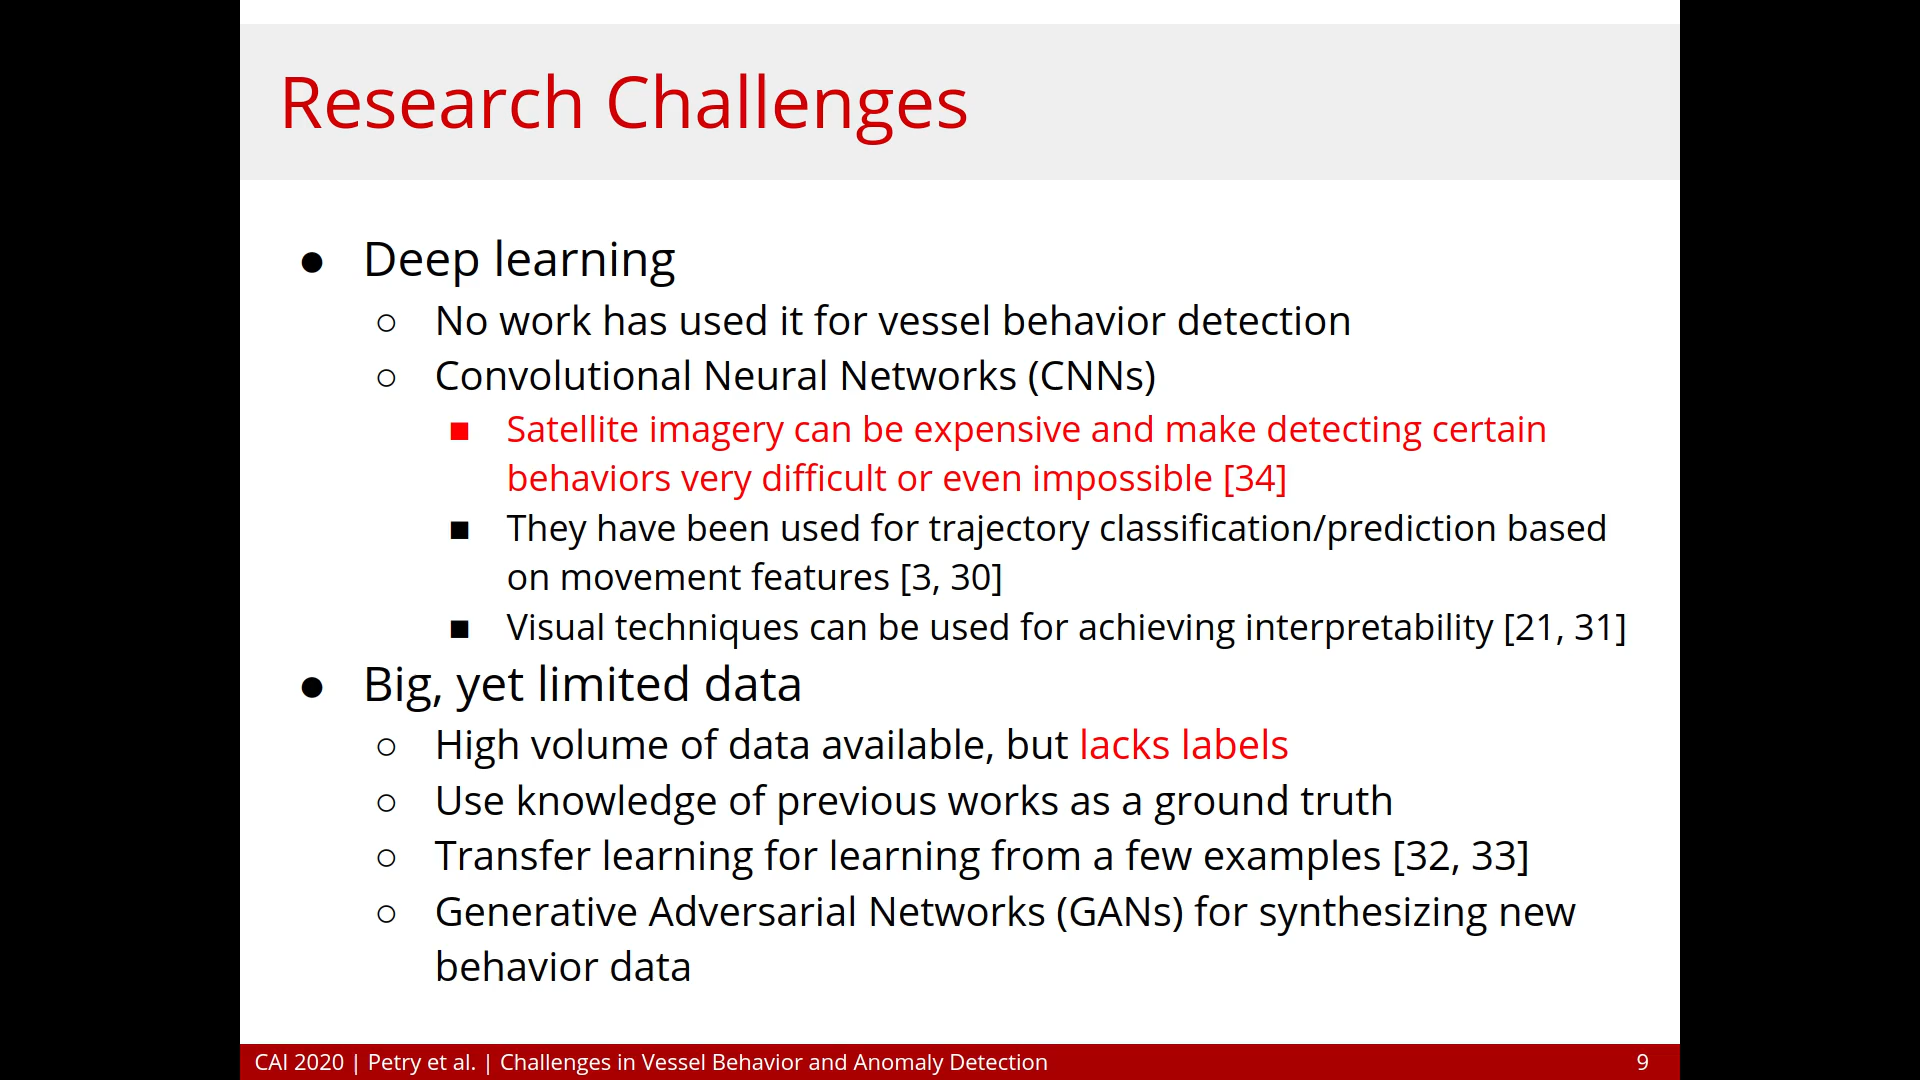 Research Challenges
● Deep learning
○ No work has used it for vessel behavior detection
○ Convolutional Neural Networks (CNNs)
■ Satellite imagery can be expensive and make detecting certain
behaviors very difficult or even impossible [34]
■ They have been used for trajectory classification/prediction based
on movement features [3, 30]
■ Visual techniques can be used for achieving interpretability [21, 31]
● Big, yet limited data
○ High volume of data available, but lacks labels
○ Use knowledge of previous works as a ground truth
○ Transfer learning for learning from a few examples [32, 33]
○ Generative Adversarial Networks (GANs) for synthesizing new
behavior data
CAI 2020 | Petry et al. | Challenges in Vessel Behavior and Anomaly Detection 9